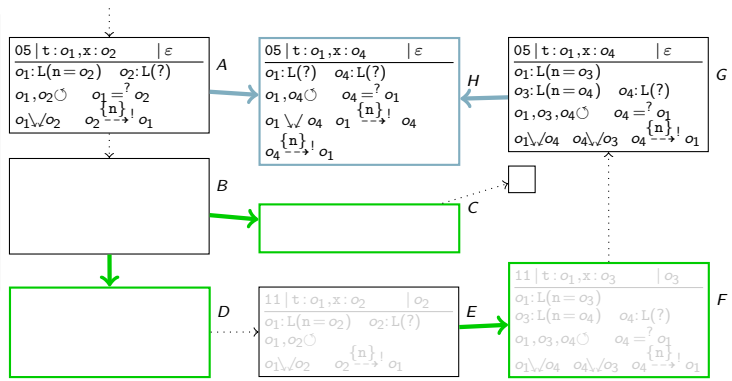 05 | t:o₁,x:o₂ | ε
o₁:L(n=o₂) o₂:L(?)
o₁,o₂↺ o₁=?o₂
o₁\\↙/o₂ o₂ {n}⇢! o₁
A
05 | t:o₁,x:o₄ | ε
o₁:L(?) o₄:L(?)
o₁,o₄↺ o₄=?o₁
o₁\\↙/o₄ o₁ {n}⇢! o₄
o₄ {n}⇢! o₁
H
05 | t:o₁,x:o₄ | ε
o₁:L(n=o₃)
o₃:L(n=o₄) o₄:L(?)
o₁,o₃,o₄↺ o₄=?o₁
o₁\\↙/o₄ o₄\\↙/o₃ o₄ {n}⇢! o₁
G
B
C
D
11 | t:o₁,x:o₂ | o₂
o₁:L(n=o₂) o₂:L(?)
o₁,o₂↺
o₁\\↙/o₂ o₂ {n}⇢! o₁
E
11 | t:o₁,x:o₃ | o₃
o₁:L(n=o₃)
o₃:L(n=o₄) o₄:L(?)
o₁,o₃,o₄↺ o₄=?o₁
o₁\\↙/o₄ o₄\\↙/o₃ o₄ {n}⇢! o₁
F